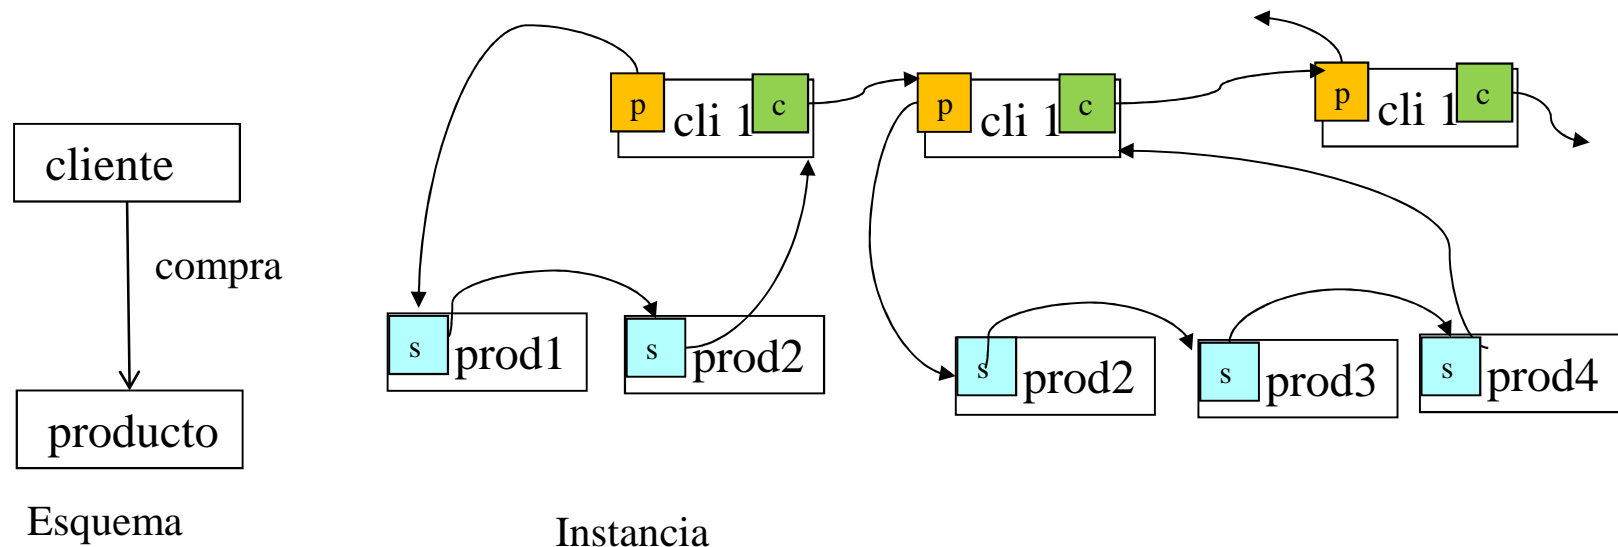 cliente
compra
producto
Esquema
p cli 1 c
p cli 1 c
p cli 1 c
s prod1
s prod2
s prod2
s prod3
s prod4
Instancia